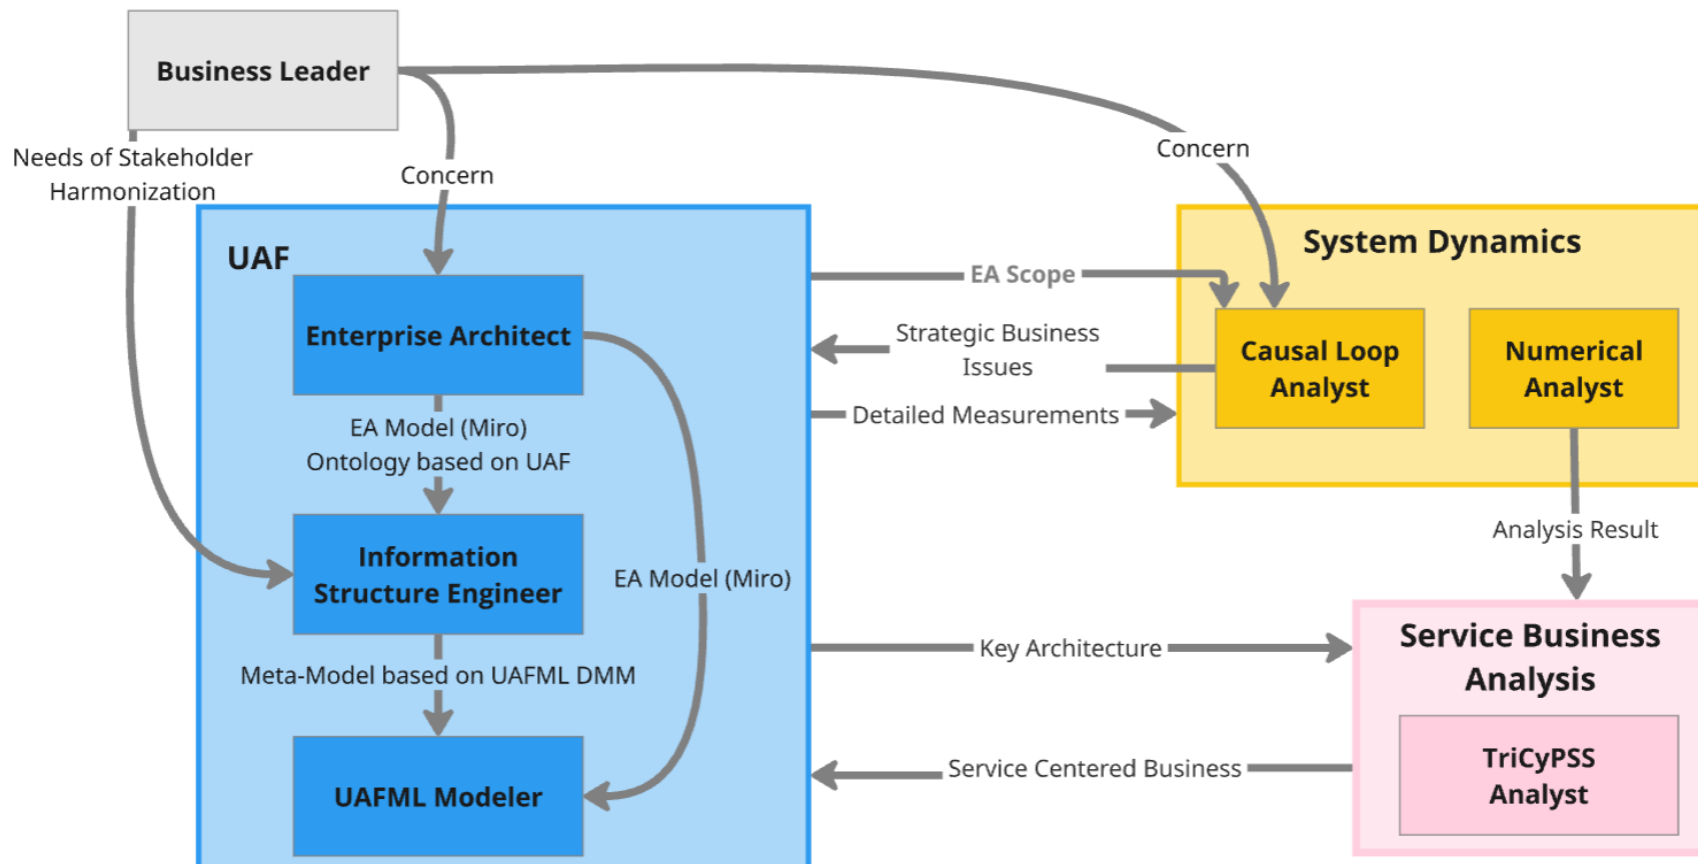 Business Leader
Needs of Stakeholder
Harmonization
Concern
Concern
UAF
Enterprise Architect
EA Model (Miro)
Ontology based on UAF
Information
Structure Engineer
EA Model (Miro)
Meta-Model based on UAFML DMM
UAFML Modeler
EA Scope
Strategic Business
Issues
Detailed Measurements
System Dynamics
Causal Loop
Analyst
Numerical
Analyst
Analysis Result
Key Architecture
Service Centered Business
Service Business
Analysis
TriCyPSS
Analyst